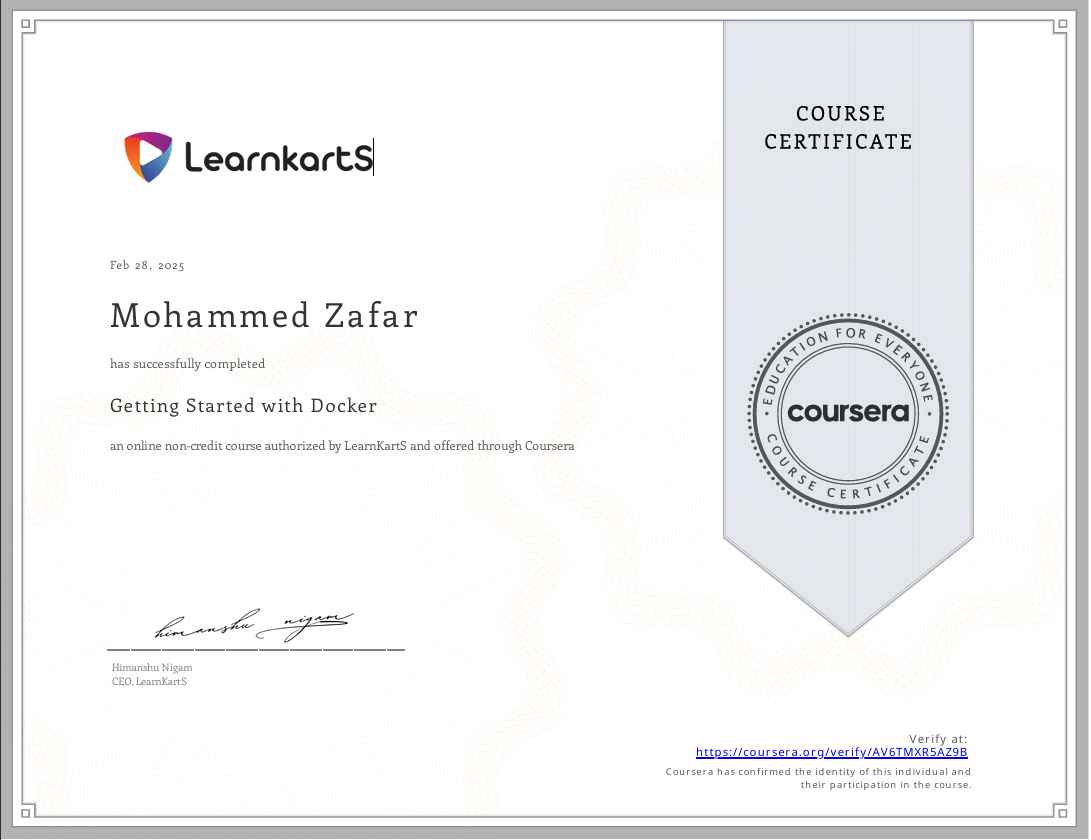 LearnkartS
COURSE
CERTIFICATE
Feb 28, 2025
Mohammed Zafar
has successfully completed
Getting Started with Docker
an online non-credit course authorized by LearnKartS and offered through Coursera
EDUCATION FOR EVERYONE
coursera
COURSE CERTIFICATE
himanshu nigam
Himanshu Nigam
CEO, LearnKartS
Verify at:
https://coursera.org/verify/AV6TMXR5AZ9B
Coursera has confirmed the identity of this individual and
their participation in the course.